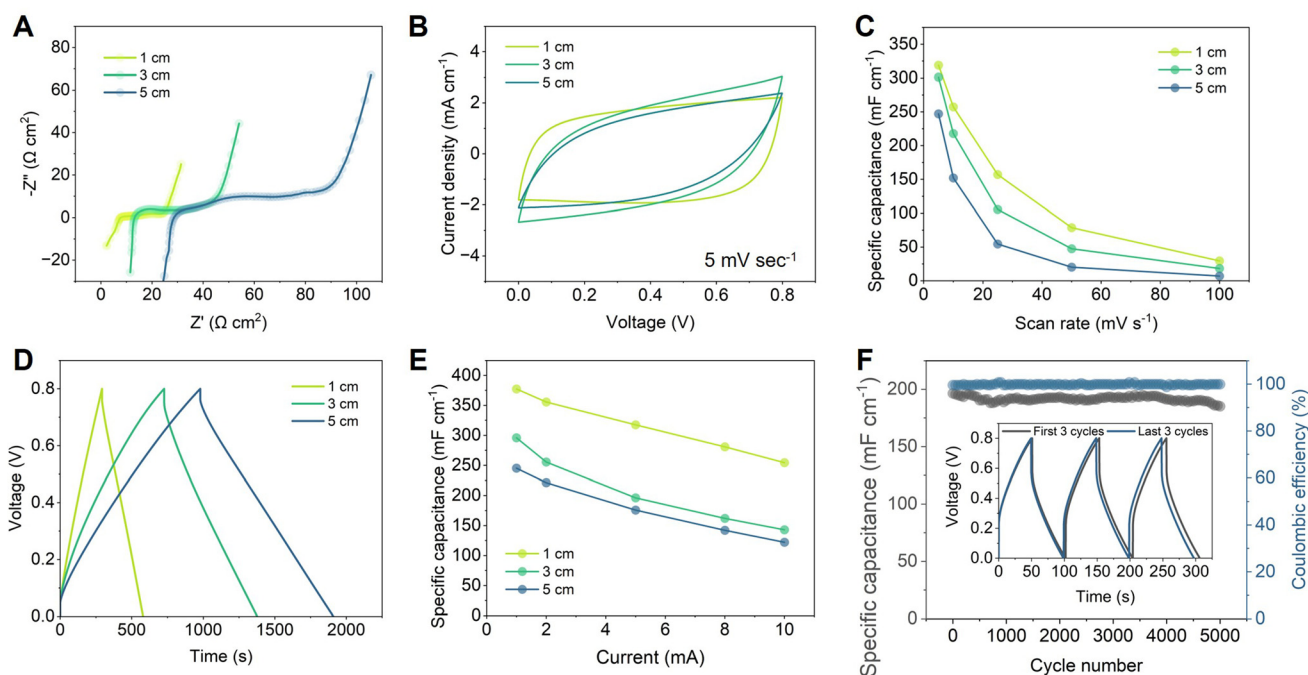 A
80
60
40
20
0
−20
-Z" (Ω cm²)
1 cm
3 cm
5 cm
0 20 40 60 80 100
Z' (Ω cm²)
B
4
2
0
−2
−4
Current density (mA cm⁻¹)
1 cm
3 cm
5 cm
5 mV sec⁻¹
0.0 0.2 0.4 0.6 0.8
Voltage (V)
C
350
300
250
200
150
100
50
0
Specific capacitance (mF cm⁻¹)
1 cm
3 cm
5 cm
0 20 40 60 80 100
Scan rate (mV s⁻¹)
D
1.0
0.8
0.6
0.4
0.2
0.0
Voltage (V)
1 cm
3 cm
5 cm
0 500 1000 1500 2000
Time (s)
E
400
350
300
250
200
150
100
50
0
Specific capacitance (mF cm⁻¹)
1 cm
3 cm
5 cm
0 2 4 6 8 10
Current (mA)
F
200
175
150
125
100
75
50
25
0
Specific capacitance (mF cm⁻¹)
100
80
60
40
20
0
Coulombic efficiency (%)
First 3 cycles Last 3 cycles
0.8
0.6
0.4
0.2
0.0
Voltage (V)
0 50 100 150 200 250 300
Time (s)
0 1000 2000 3000 4000 5000
Cycle number